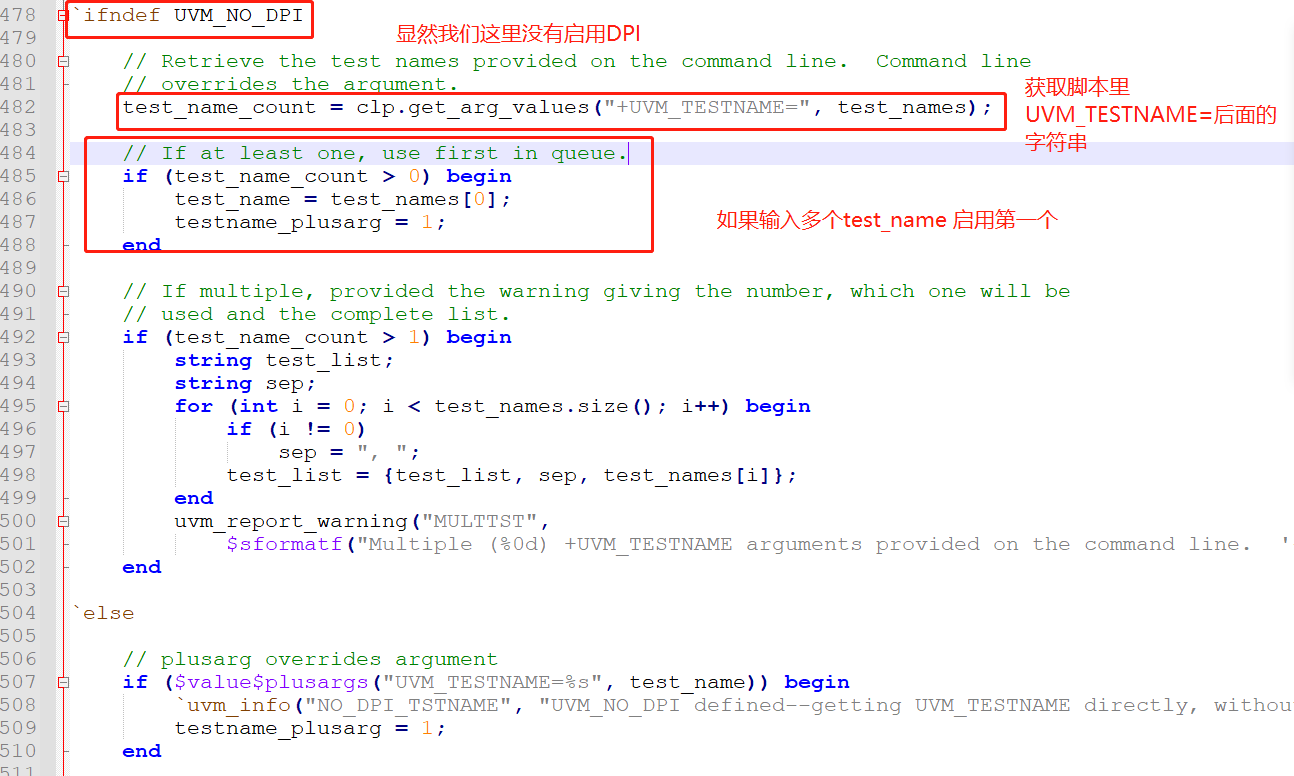 478 `ifndef UVM_NO_DPI
479 显然我们这里没有启用DPI
480 // Retrieve the test names provided on the command line.  Command line
481 // overrides the argument.
482 test_name_count = clp.get_arg_values("+UVM_TESTNAME=", test_names);
获取脚本里
UVM_TESTNAME=后面的
字符串
483
484 // If at least one, use first in queue.
485 if (test_name_count > 0) begin
486 test_name = test_names[0];
如果输入多个test_name 启用第一个
487 testname_plusarg = 1;
488 end
489
490 // If multiple, provided the warning giving the number, which one will be
491 // used and the complete list.
492 if (test_name_count > 1) begin
493 string test_list;
494 string sep;
495 for (int i = 0; i < test_names.size(); i++) begin
496 if (i != 0)
497 sep = ", ";
498 test_list = {test_list, sep, test_names[i]};
499 end
500 uvm_report_warning("MULTTST",
501 $sformatf("Multiple (%0d) +UVM_TESTNAME arguments provided on the command line.  '
502 end
503
504 `else
505
506 // plusarg overrides argument
507 if ($value$plusargs("UVM_TESTNAME=%s", test_name)) begin
508 `uvm_info("NO_DPI_TSTNAME", "UVM_NO_DPI defined--getting UVM_TESTNAME directly, withou
509 testname_plusarg = 1;
510 end
511